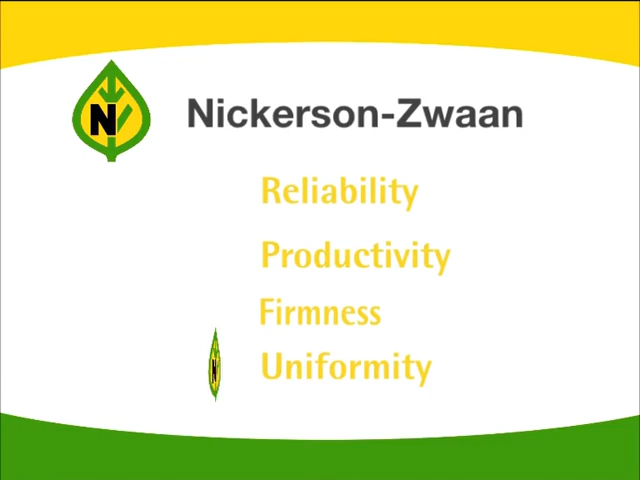 N
Nickerson-Zwaan
Reliability
Productivity
Firmness
N
Uniformity